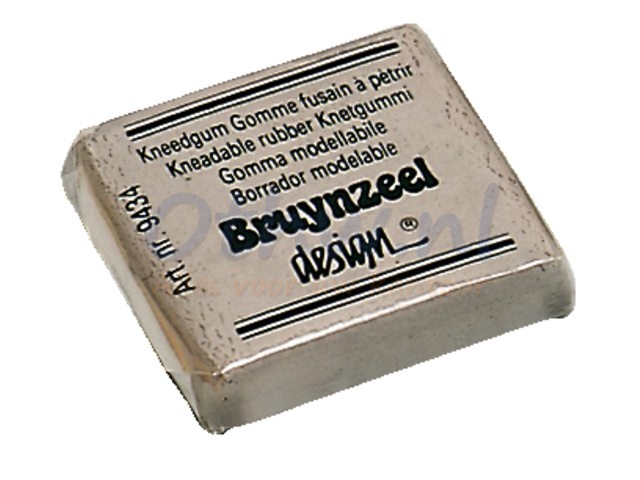 Kneedgum Gomme fusain à pétrir
Kneadable rubber Knetgummi
Gomma modellabile
Borrador modelable
Bruynzeel
design®
Art. nr. 9434